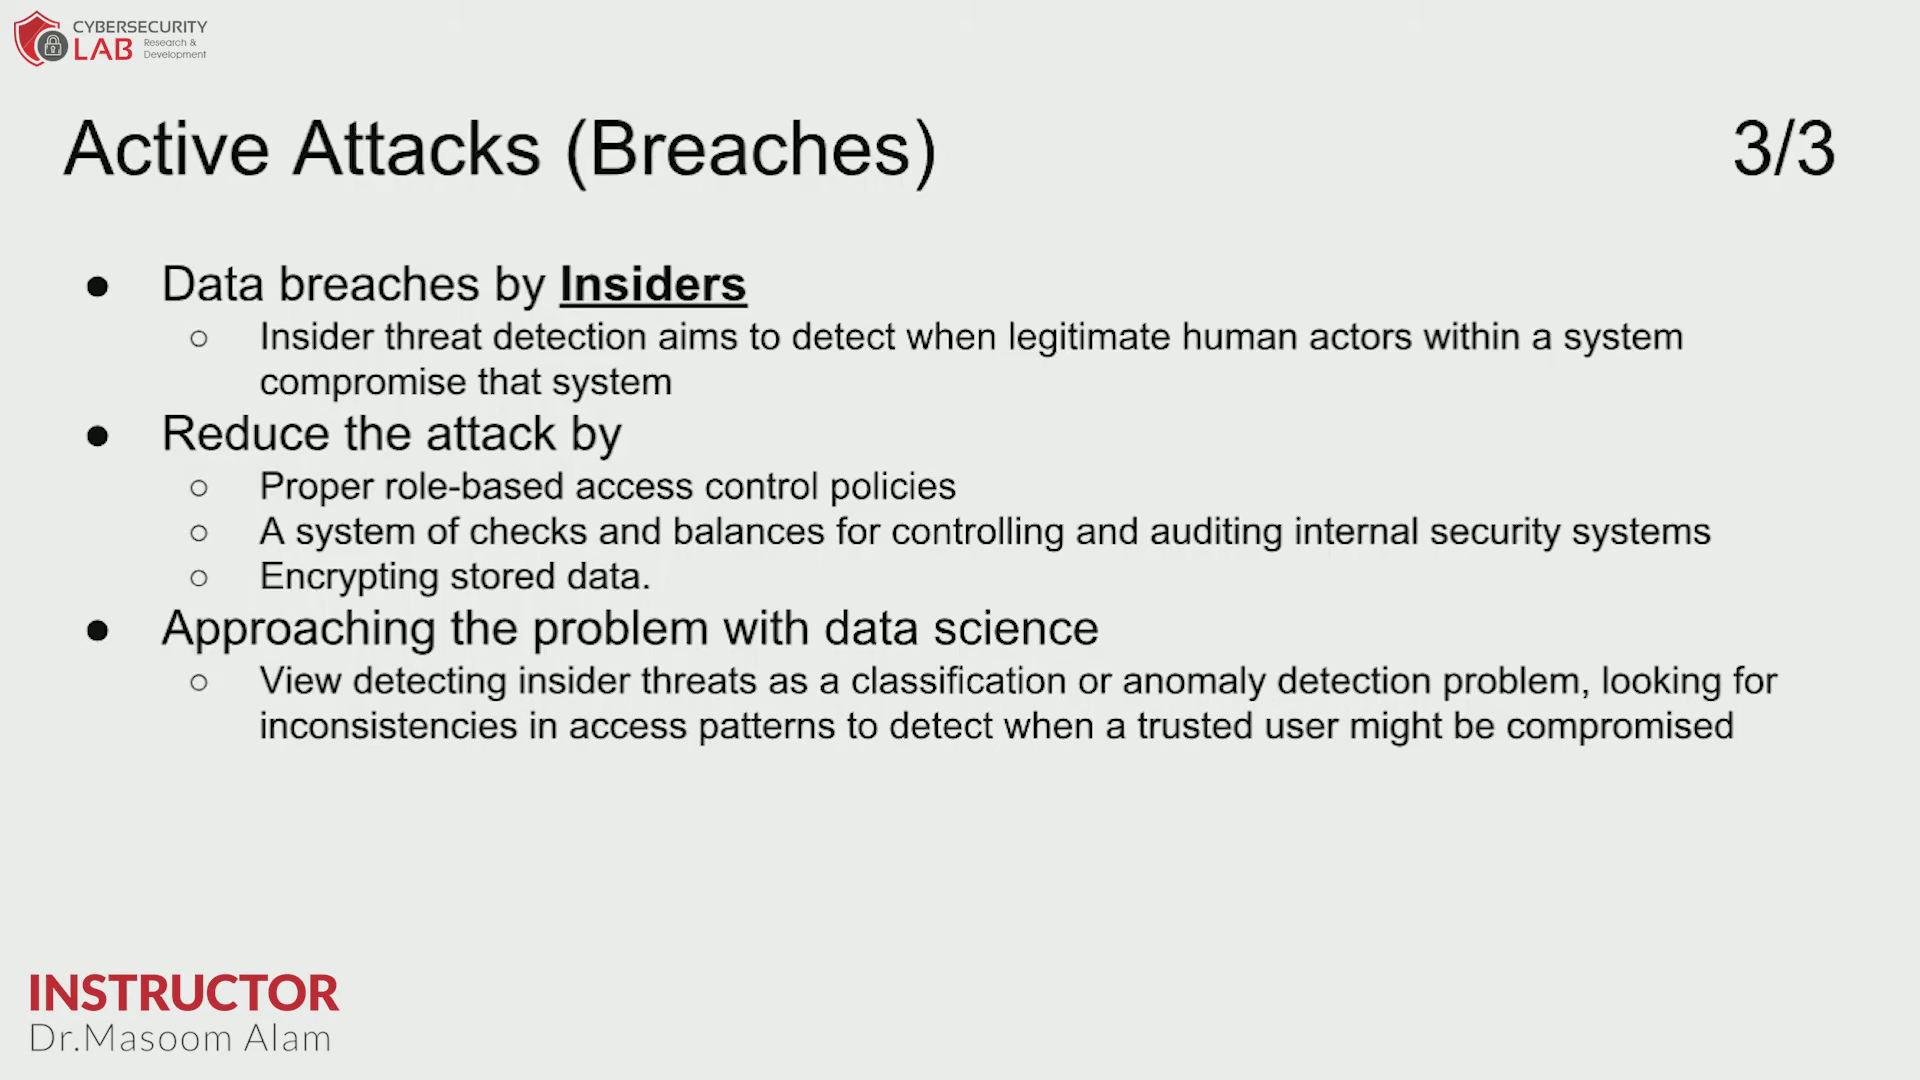 CYBERSECURITY
LAB Research &
Development
Active Attacks (Breaches) 3/3
● Data breaches by Insiders
○ Insider threat detection aims to detect when legitimate human actors within a system
compromise that system
● Reduce the attack by
○ Proper role-based access control policies
○ A system of checks and balances for controlling and auditing internal security systems
○ Encrypting stored data.
● Approaching the problem with data science
○ View detecting insider threats as a classification or anomaly detection problem, looking for
inconsistencies in access patterns to detect when a trusted user might be compromised
INSTRUCTOR
Dr.Masoom Alam